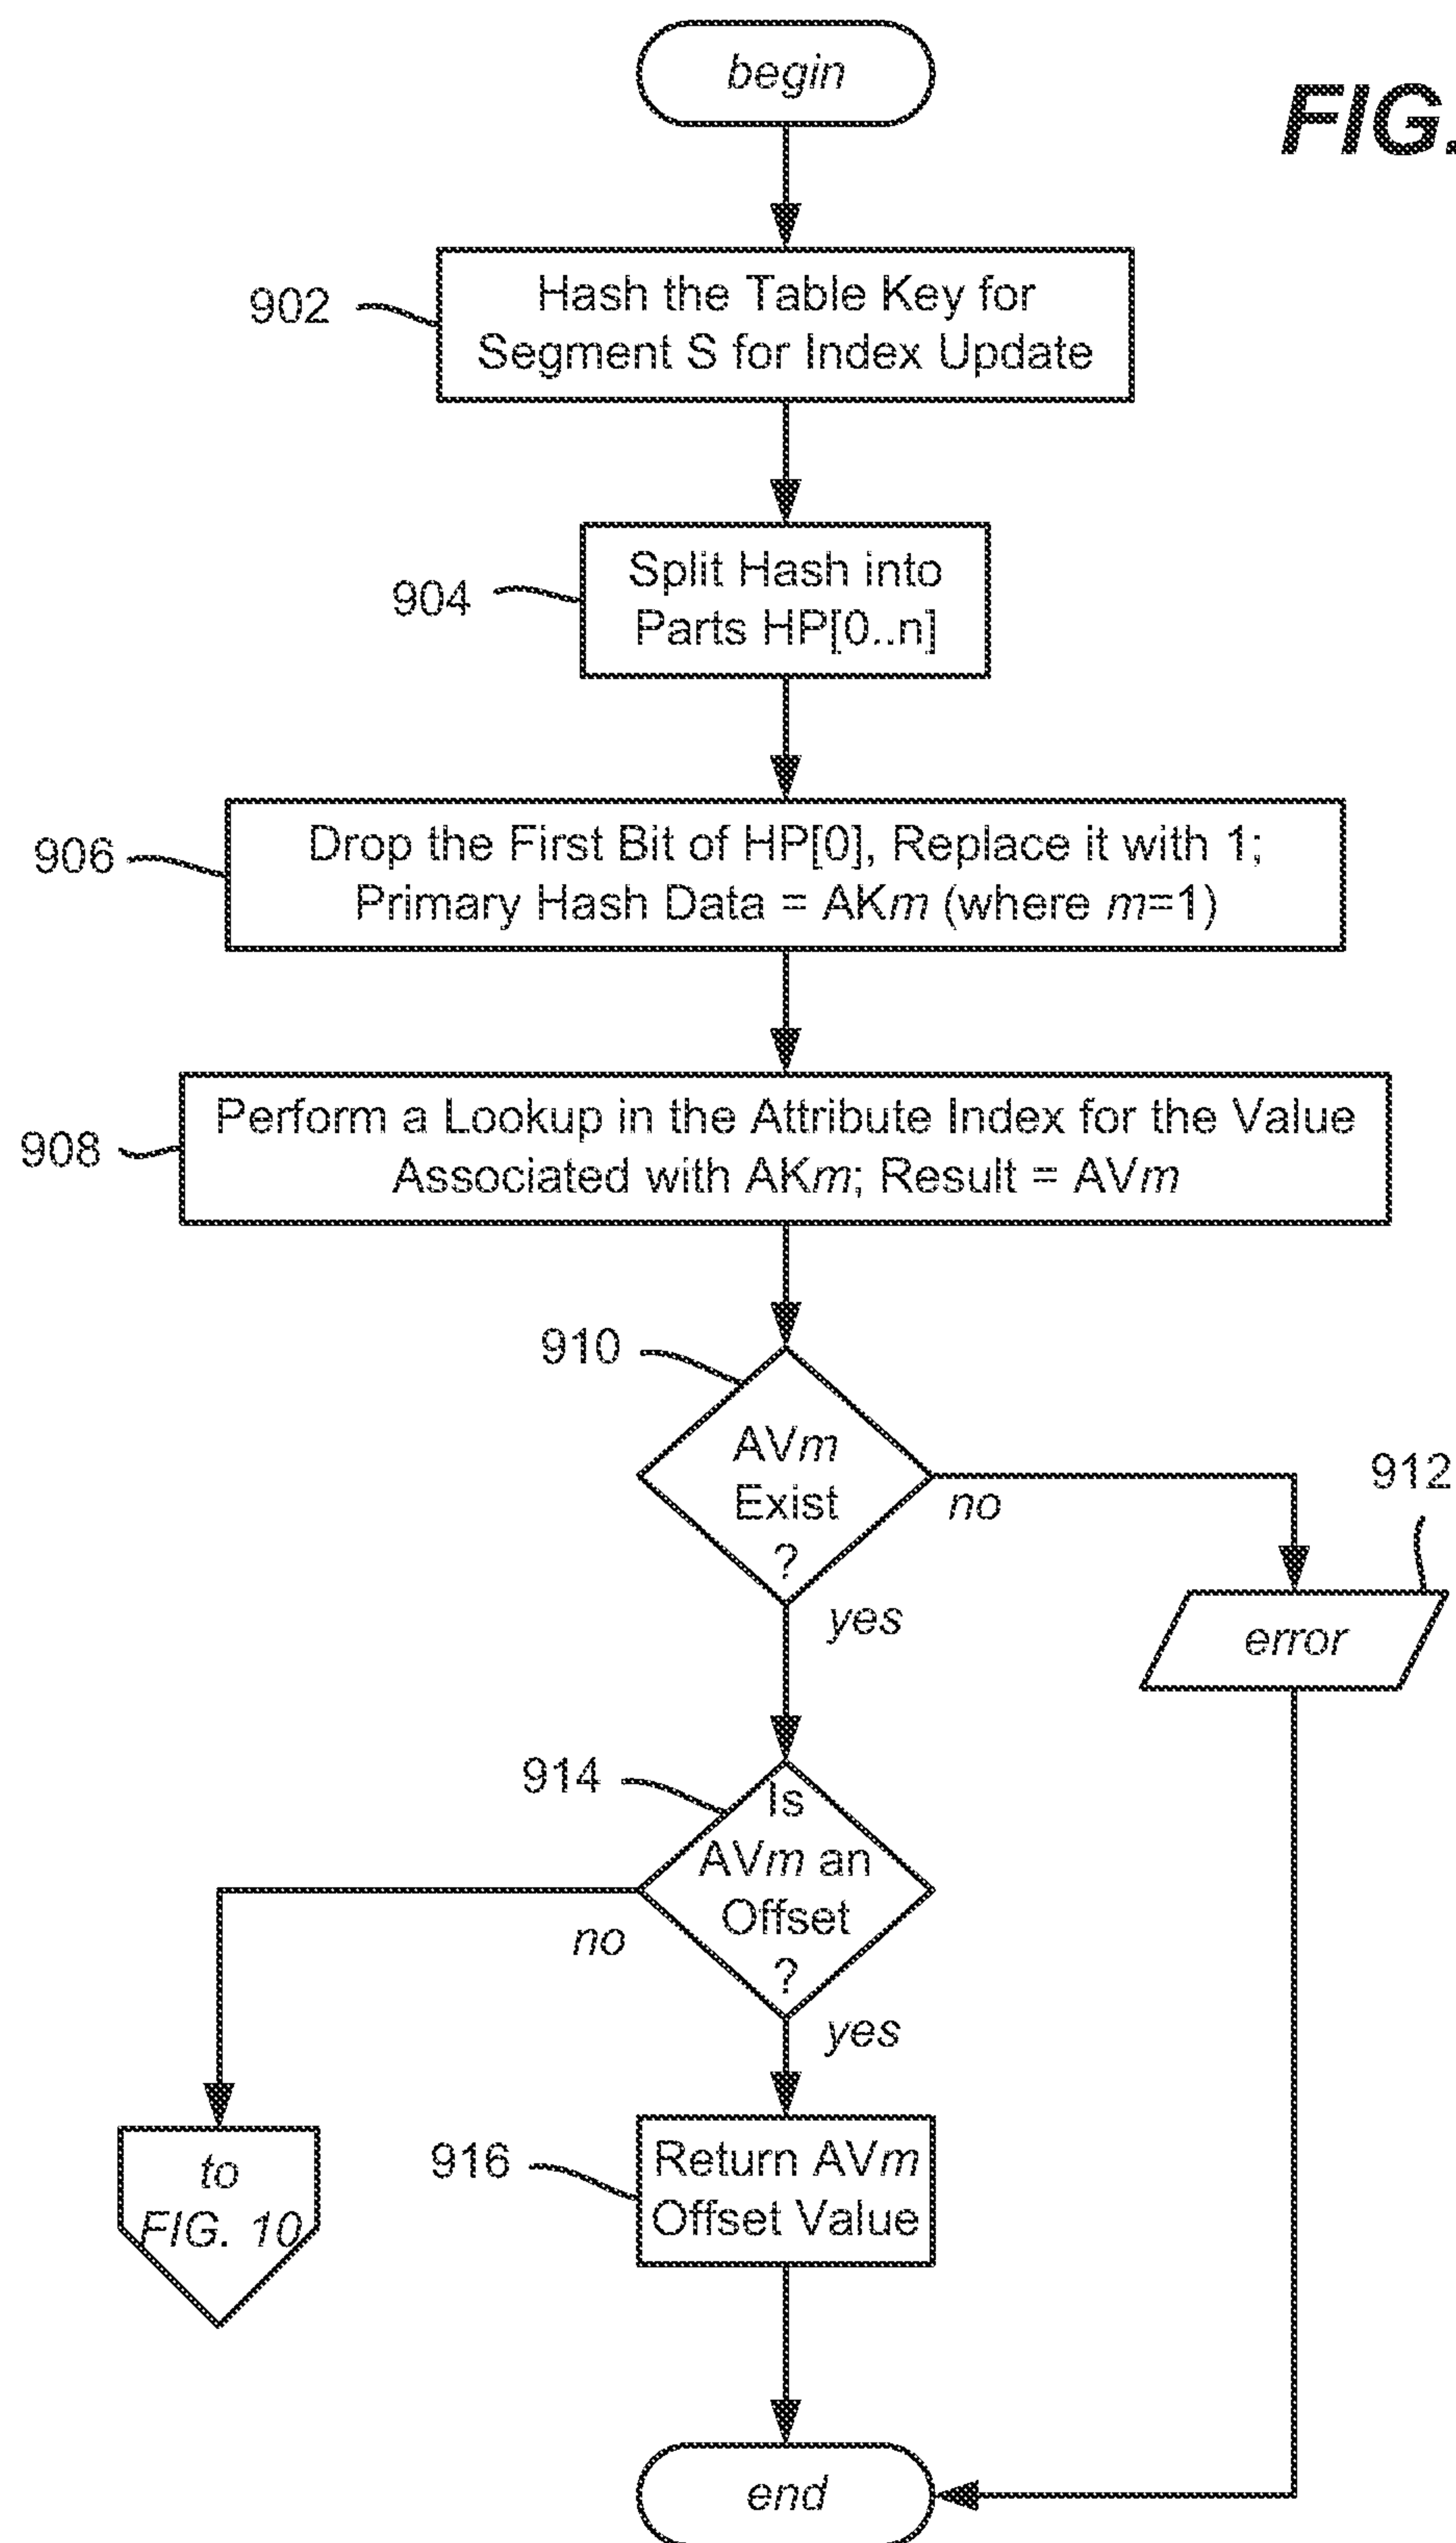 begin
FIG.
902
Hash the Table Key for
Segment S for Index Update
904
Split Hash into
Parts HP[0..n]
906
Drop the First Bit of HP[0], Replace it with 1;
Primary Hash Data = AKm (where m=1)
908
Perform a Lookup in the Attribute Index for the Value
Associated with AKm; Result = AVm
910
AVm
Exist
?
no
yes
912
error
914
Is
AVm an
Offset
?
no
yes
to
FIG. 10
916
Return AVm
Offset Value
end